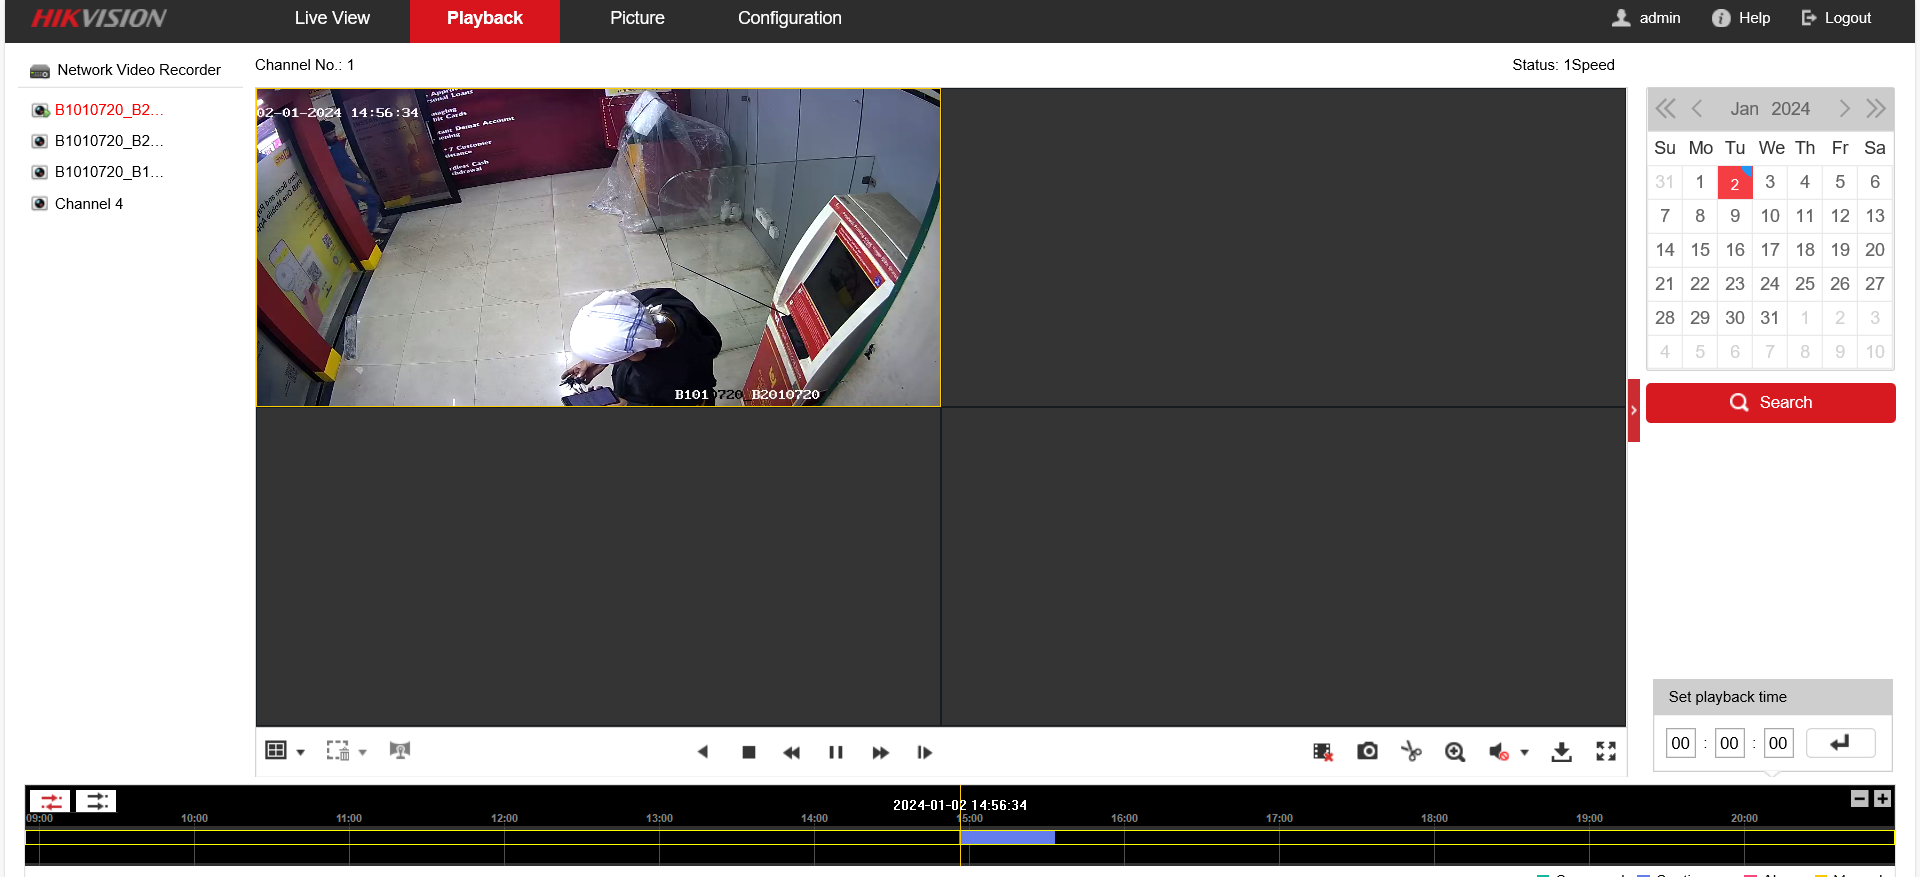 HIKVISION
Live View
Playback
Picture
Configuration
admin
Help
Logout
Network Video Recorder
B1010720_B2...
B1010720_B2...
B1010720_B1...
Channel 4
Channel No.: 1
Status: 1Speed
02-01-2024 14:56:34
Customer
B1010720_B2010720
Jan 2024
Su Mo Tu We Th Fr Sa
31 1 2 3 4 5 6
7 8 9 10 11 12 13
14 15 16 17 18 19 20
21 22 23 24 25 26 27
28 29 30 31 1 2 3
4 5 6 7 8 9 10
Search
Set playback time
00 : 00 : 00
2024-01-02 14:56:34
09:00 10:00 11:00 12:00 13:00 14:00 15:00 16:00 17:00 18:00 19:00 20:00